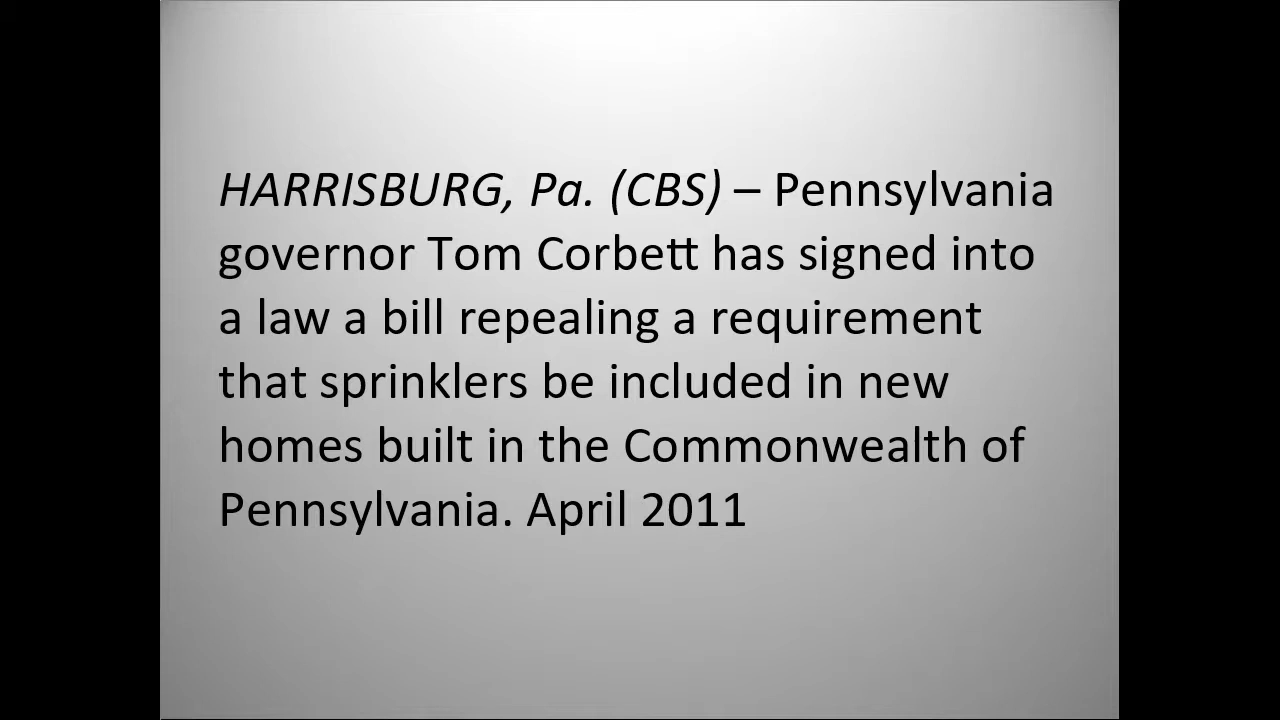 HARRISBURG, Pa. (CBS) – Pennsylvania
governor Tom Corbett has signed into
a law a bill repealing a requirement
that sprinklers be included in new
homes built in the Commonwealth of
Pennsylvania. April 2011